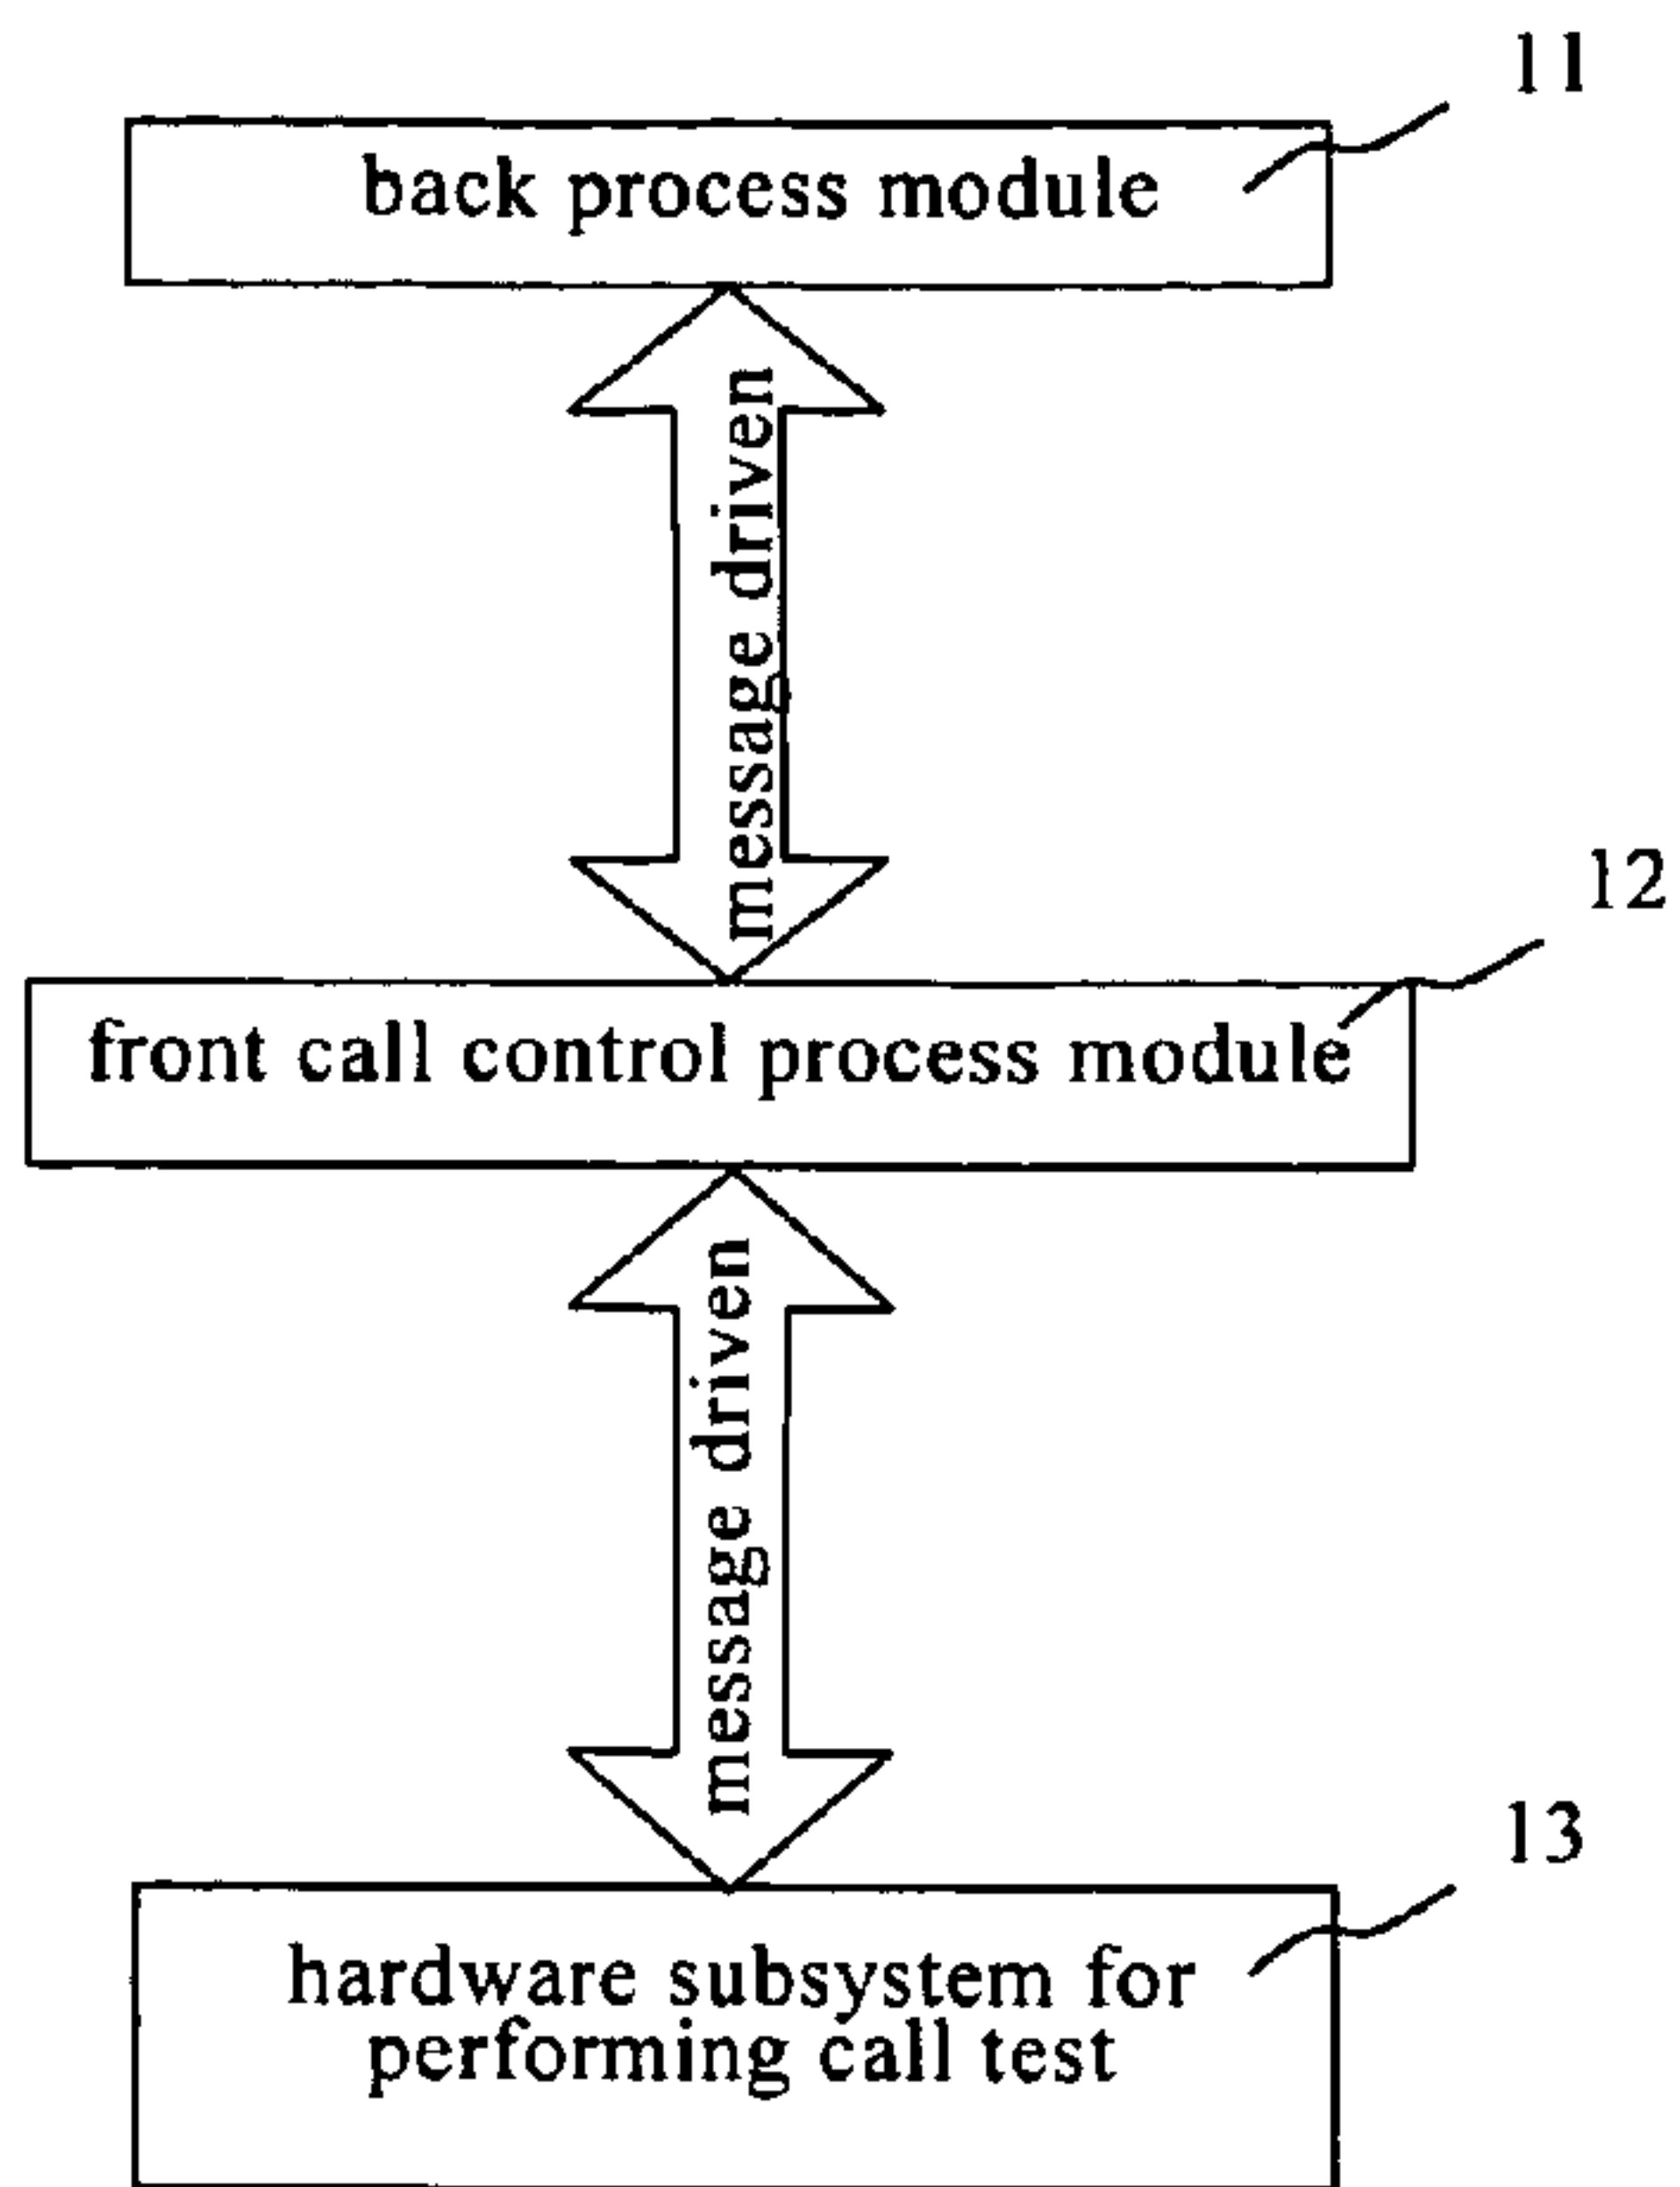 11
back process module
message driven
12
front call control process module
message driven
13
hardware subsystem for
performing call test